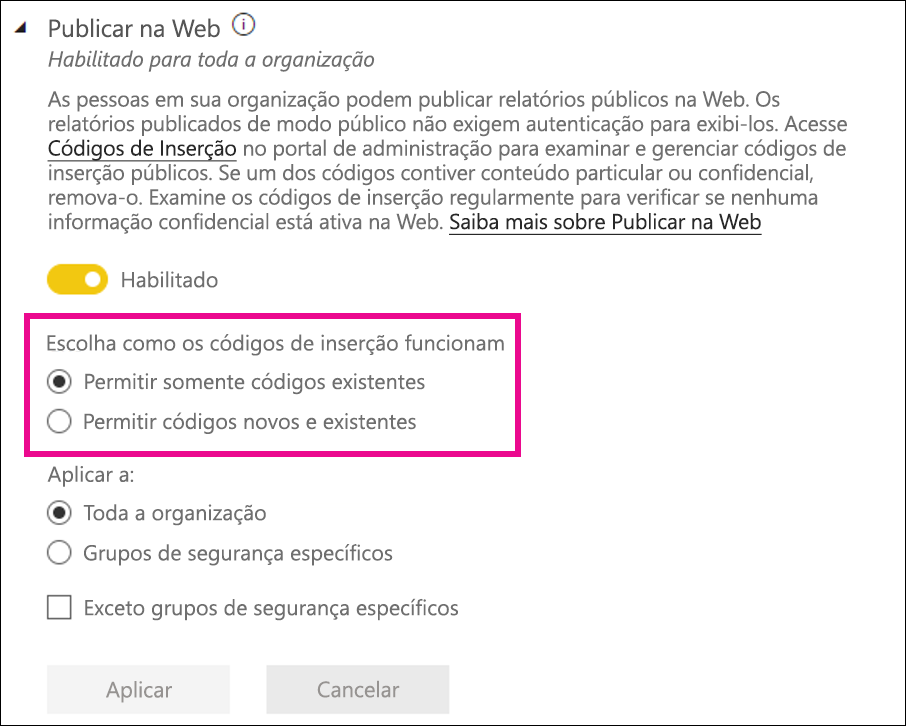 Publicar na Web
Habilitado para toda a organização
As pessoas em sua organização podem publicar relatórios públicos na Web. Os
relatórios publicados de modo público não exigem autenticação para exibi-los. Acesse
Códigos de Inserção no portal de administração para examinar e gerenciar códigos de
inserção públicos. Se um dos códigos contiver conteúdo particular ou confidencial,
remova-o. Examine os códigos de inserção regularmente para verificar se nenhuma
informação confidencial está ativa na Web. Saiba mais sobre Publicar na Web
Habilitado
Escolha como os códigos de inserção funcionam
Permitir somente códigos existentes
Permitir códigos novos e existentes
Aplicar a:
Toda a organização
Grupos de segurança específicos
Exceto grupos de segurança específicos
Aplicar
Cancelar